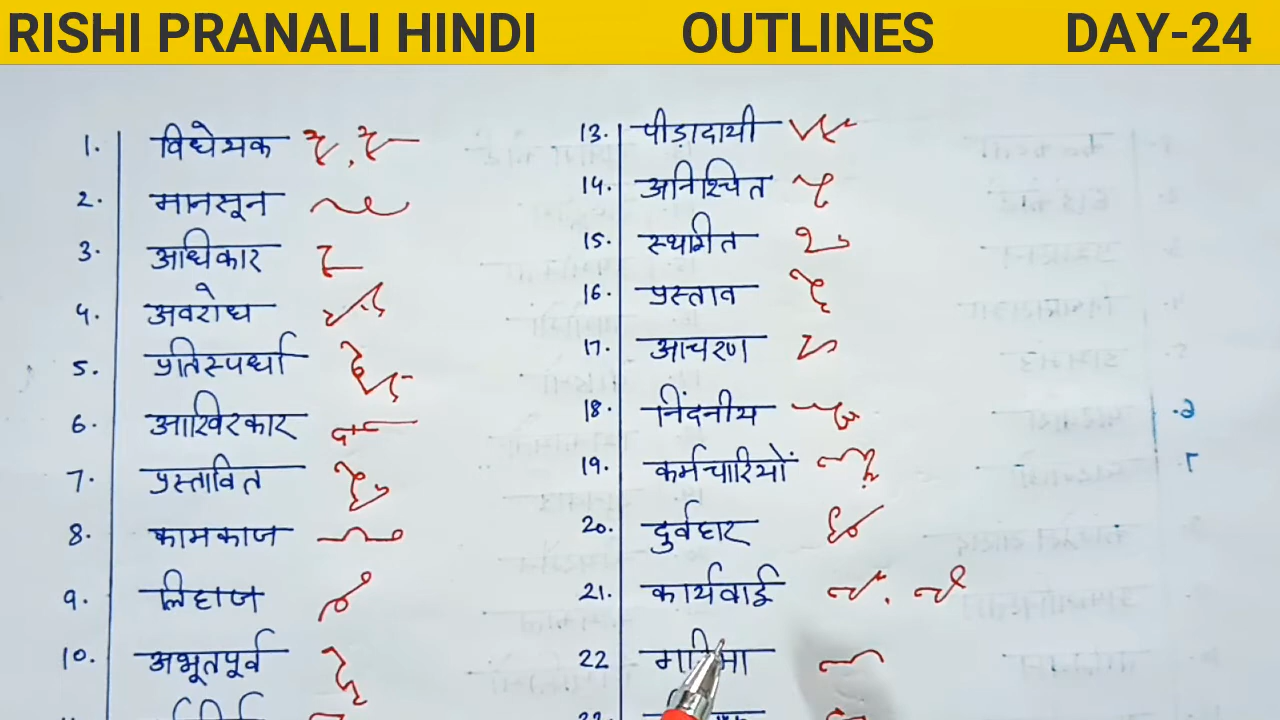 RISHI PRANALI HINDI OUTLINES DAY-24
1. विधेयक
2. मानसून
3. अधिकार
4. अवरोध
5. प्रतिस्पर्धा
6. आखिरकार
7. प्रस्तावित
8. कामकाज
9. लिहाज
10. अभूतपूर्व
13. पीड़ादायी
14. अनिश्चित
15. स्थगित
16. प्रस्ताव
17. आचरण
18. निंदनीय
19. कर्मचारियों
20. दुर्वहार
21. कार्यवाई
22